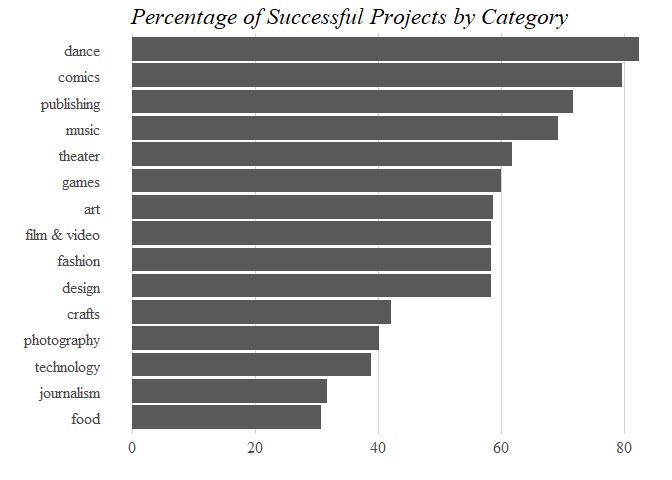 Percentage of Successful Projects by Category
dance
comics
publishing
music
theater
games
art
film & video
fashion
design
crafts
photography
technology
journalism
food
0 20 40 60 80